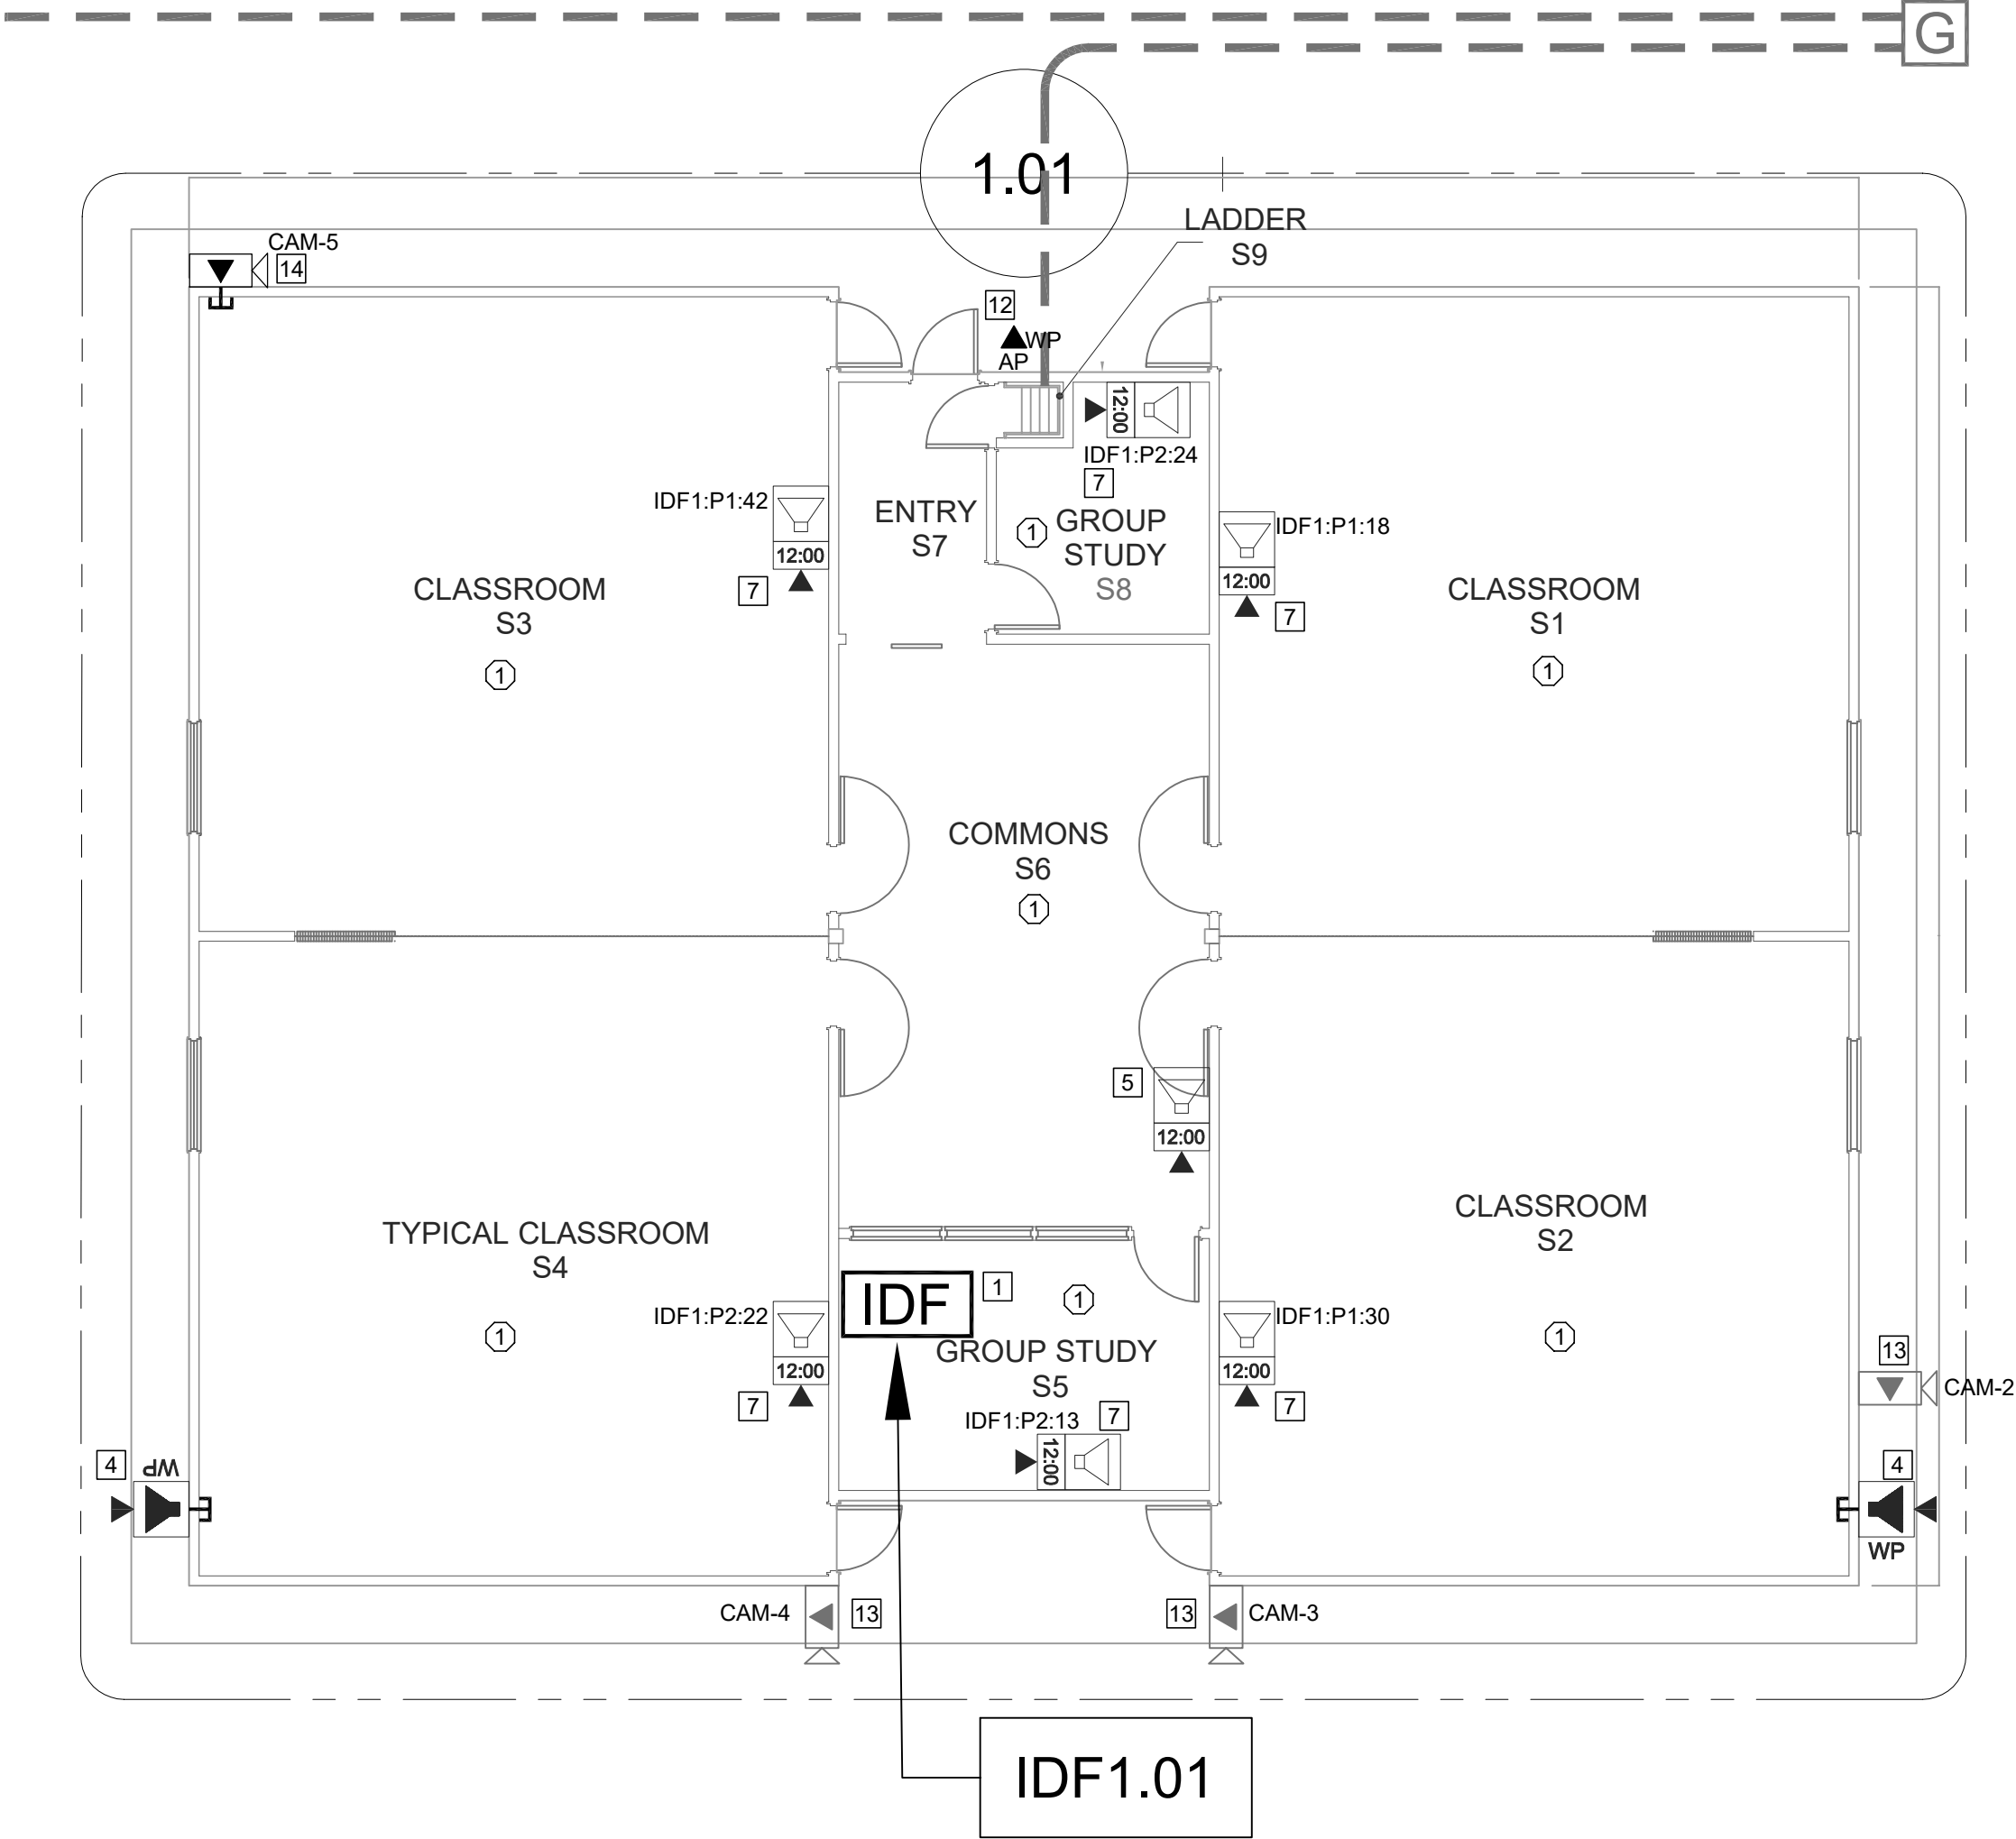 G
1.01
LADDER
S9
CAM-5
14
12
WP
AP
12:00
IDF1:P2:24
7
IDF1:P1:42
12:00
7
ENTRY
S7
1
GROUP
STUDY
S8
IDF1:P1:18
12:00
7
CLASSROOM
S3
1
CLASSROOM
S1
1
COMMONS
S6
1
5
12:00
TYPICAL CLASSROOM
S4
1
CLASSROOM
S2
1
IDF
1
1
GROUP STUDY
S5
IDF1:P2:13
7
12:00
IDF1:P2:22
12:00
7
IDF1:P1:30
12:00
7
13
CAM-2
4
WP
4
WP
CAM-4
13
13
CAM-3
IDF1.01